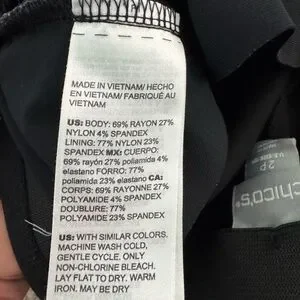 MADE IN VIETNAM/ HECHO
EN VIETNAM/ FABRIQUÉ AU
VIETNAM
US: BODY: 69% RAYON 27%
NYLON 4% SPANDEX
LINING: 77% NYLON 23%
SPANDEX MX: CUERPO:
69% rayón 27% poliamida 4%
elastano FORRO: 77%
poliamida 23% elastano CA:
CORPS: 69% RAYONNE 27%
POLYAMIDE 4% SPANDEX
DOUBLURE: 77%
POLYAMIDE 23% SPANDEX
US: WITH SIMILAR COLORS.
MACHINE WASH COLD,
GENTLE CYCLE. ONLY
NON-CHLORINE BLEACH.
LAY FLAT TO DRY. WARM
IRON. MAY BE DRY
chico's
2P